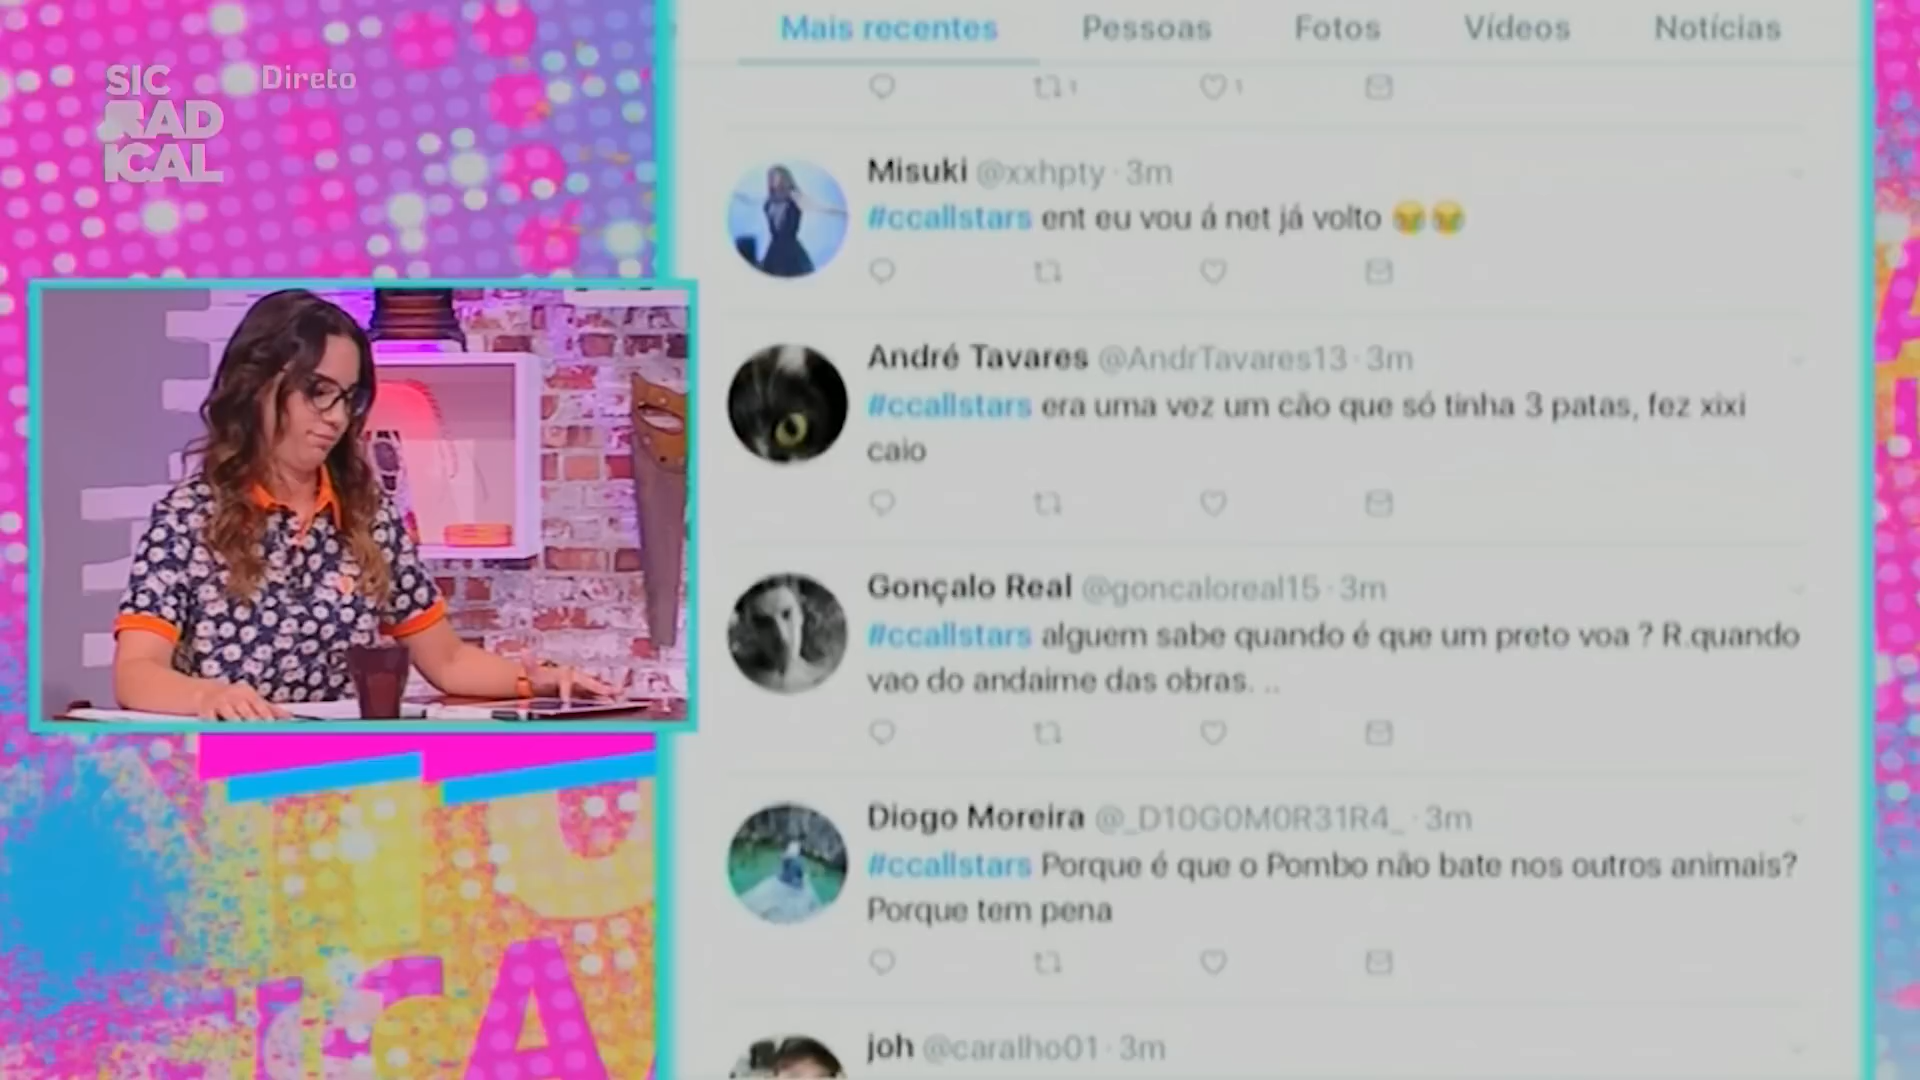 SIC
RAD
ICAL
Direto
Mais recentes Pessoas Fotos Vídeos Notícias
1 1
Misuki @xxhpty · 3m
#ccallstars ent eu vou á net já volto 😭😭
André Tavares @AndrTavares13 · 3m
#ccallstars era uma vez um cão que só tinha 3 patas, fez xixi
caio
Gonçalo Real @goncaloreal15 · 3m
#ccallstars alguem sabe quando é que um preto voa ? R.quando
vao do andaime das obras. ..
Diogo Moreira @_D10G0M0R31R4_ · 3m
#ccallstars Porque é que o Pombo não bate nos outros animais?
Porque tem pena
joh @caralho01 · 3m